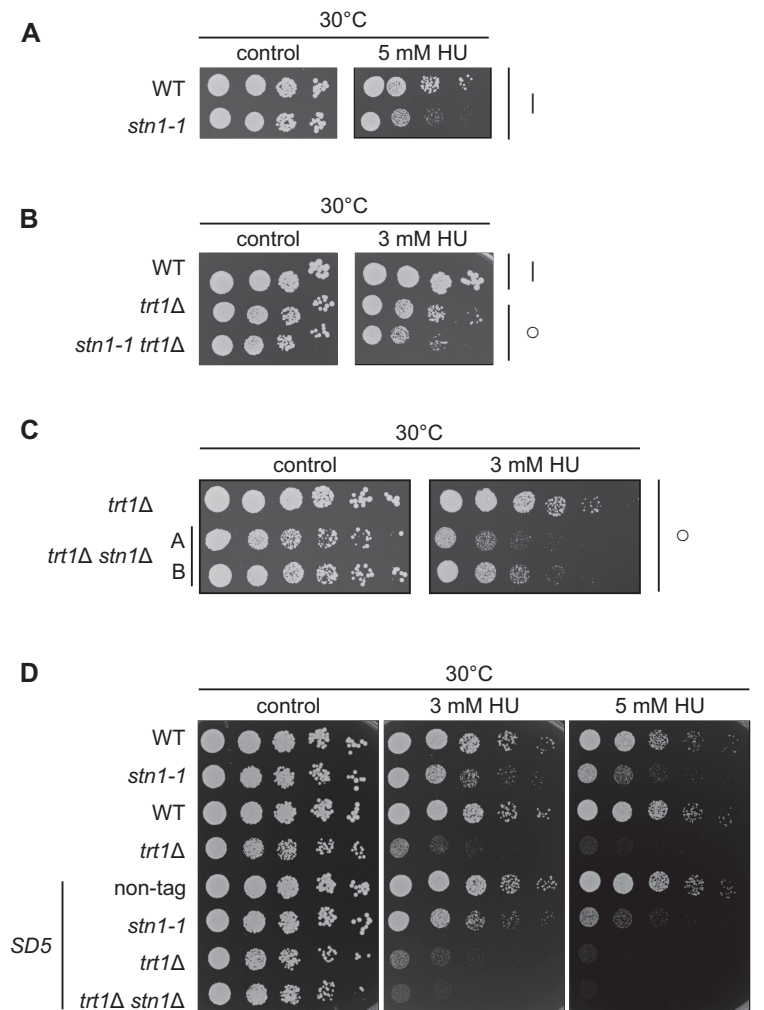 A
30°C
control 5 mM HU
WT
stn1-1
|
B
30°C
control 3 mM HU
WT
|
trt1Δ
stn1-1 trt1Δ
○
C
30°C
control 3 mM HU
trt1Δ
A
trt1Δ stn1Δ
B
○
D
30°C
control 3 mM HU 5 mM HU
WT
stn1-1
WT
trt1Δ
non-tag
stn1-1
SD5
trt1Δ
trt1Δ stn1Δ